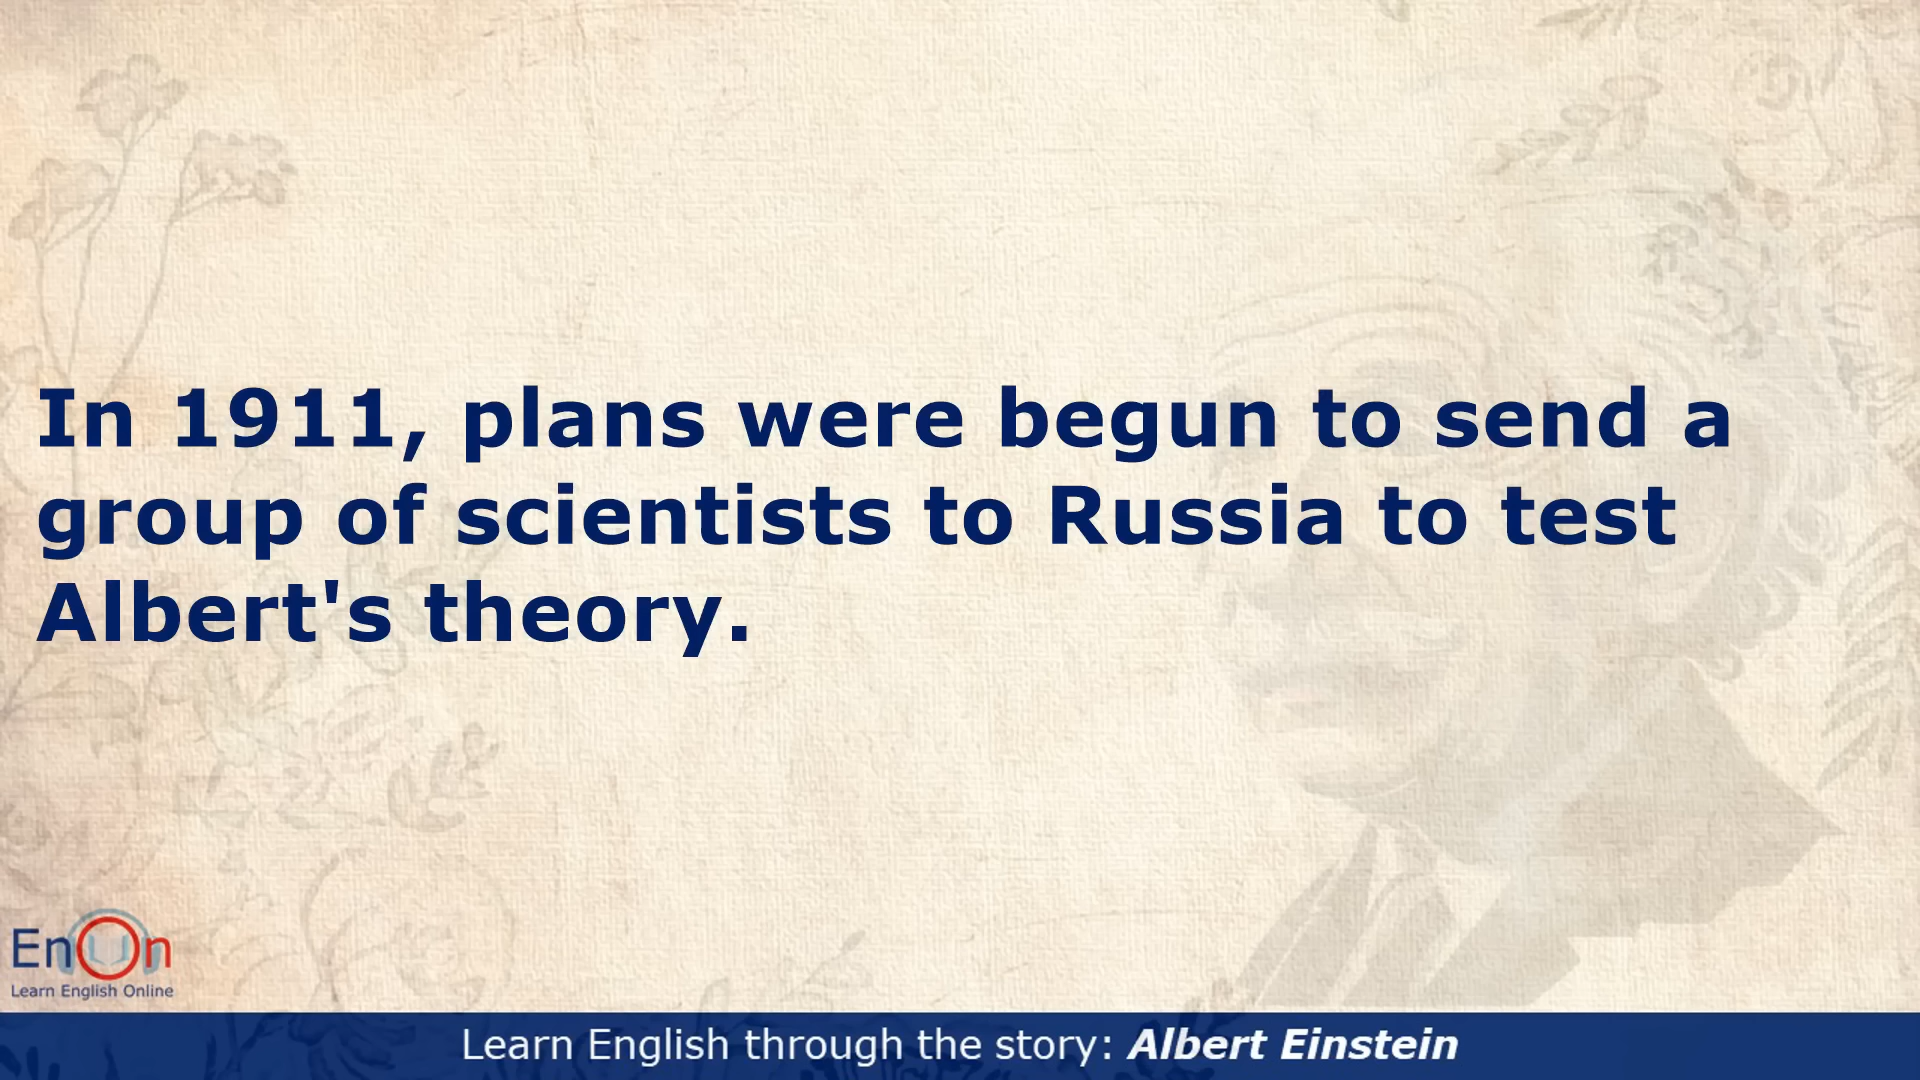 In 1911, plans were begun to send a
group of scientists to Russia to test
Albert's theory.
EnOn
Learn English Online
Learn English through the story: Albert Einstein